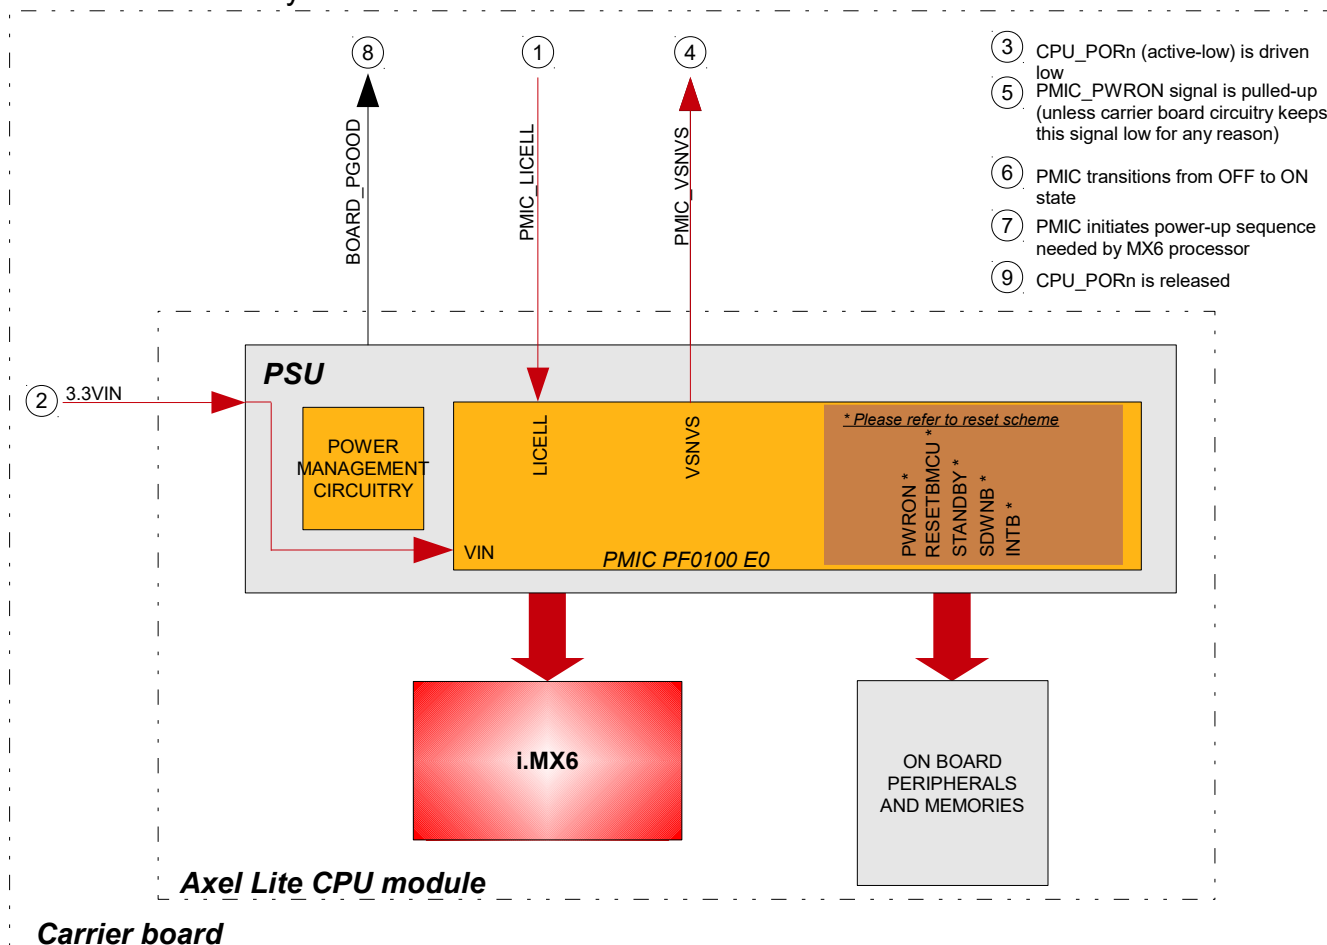 8
1
4
3 CPU_PORn (active-low) is driven
low
5 PMIC_PWRON signal is pulled-up
(unless carrier board circuitry keeps
this signal low for any reason)
6 PMIC transitions from OFF to ON
state
7 PMIC initiates power-up sequence
needed by MX6 processor
9 CPU_PORn is released
BOARD_PGOOD
PMIC_LICELL
PMIC_VSNVS
PSU
2 3.3VIN
POWER
MANAGEMENT
CIRCUITRY
LICELL
VSNVS
* Please refer to reset scheme
PWRON *
RESETBMCU *
STANDBY *
SDWNB *
INTB *
VIN
PMIC PF0100 E0
i.MX6
ON BOARD
PERIPHERALS
AND MEMORIES
Axel Lite CPU module
Carrier board